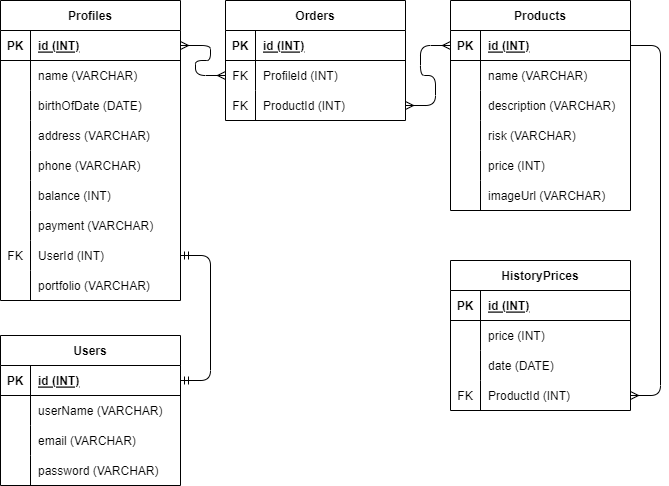 Profiles
PK id (INT)
name (VARCHAR)
birthOfDate (DATE)
address (VARCHAR)
phone (VARCHAR)
balance (INT)
payment (VARCHAR)
FK UserId (INT)
portfolio (VARCHAR)
Orders
PK id (INT)
FK ProfileId (INT)
FK ProductId (INT)
Products
PK id (INT)
name (VARCHAR)
description (VARCHAR)
risk (VARCHAR)
price (INT)
imageUrl (VARCHAR)
Users
PK id (INT)
userName (VARCHAR)
email (VARCHAR)
password (VARCHAR)
HistoryPrices
PK id (INT)
price (INT)
date (DATE)
FK ProductId (INT)